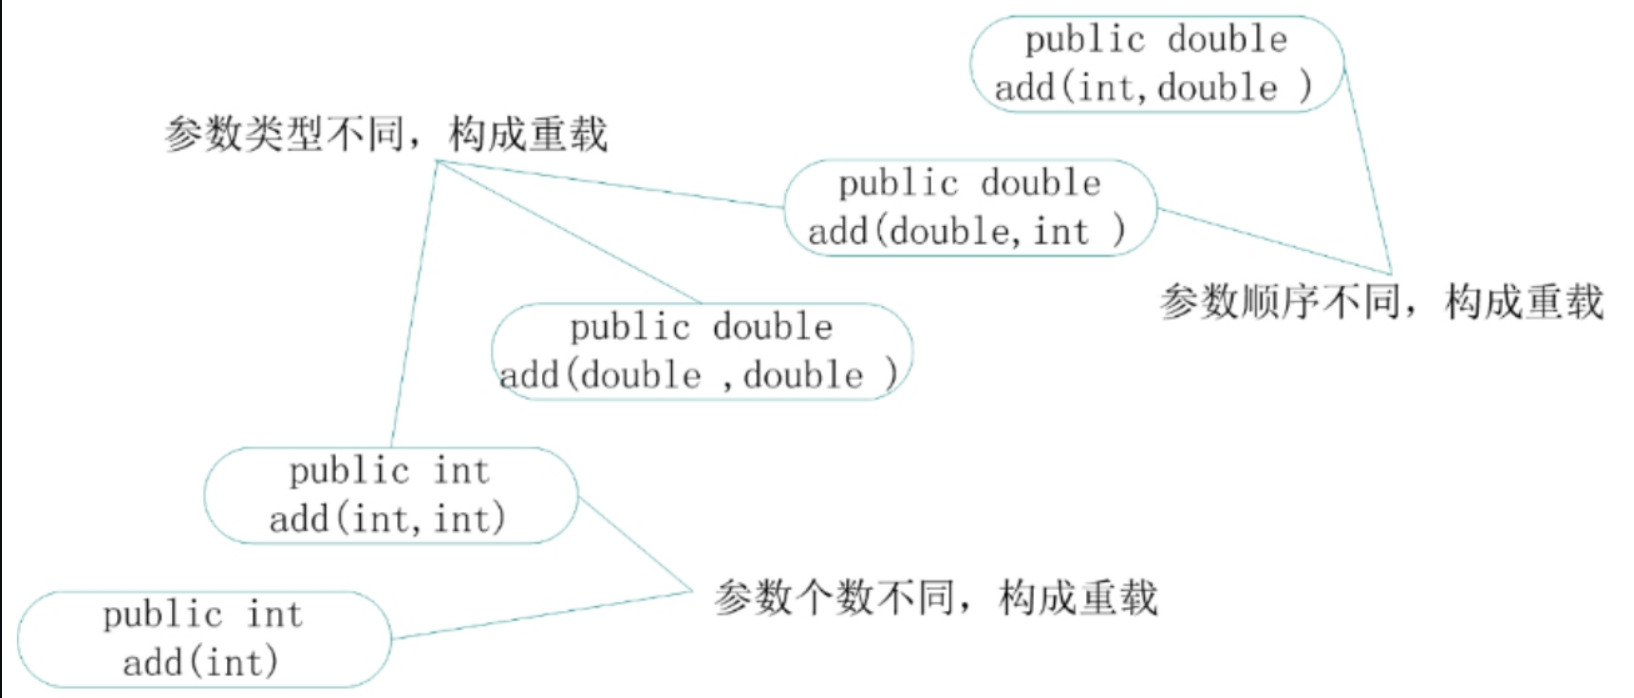 public double
add(int,double )
参数类型不同，构成重载
public double
add(double,int )
参数顺序不同，构成重载
public double
add(double ,double )
public int
add(int,int)
参数个数不同，构成重载
public int
add(int)